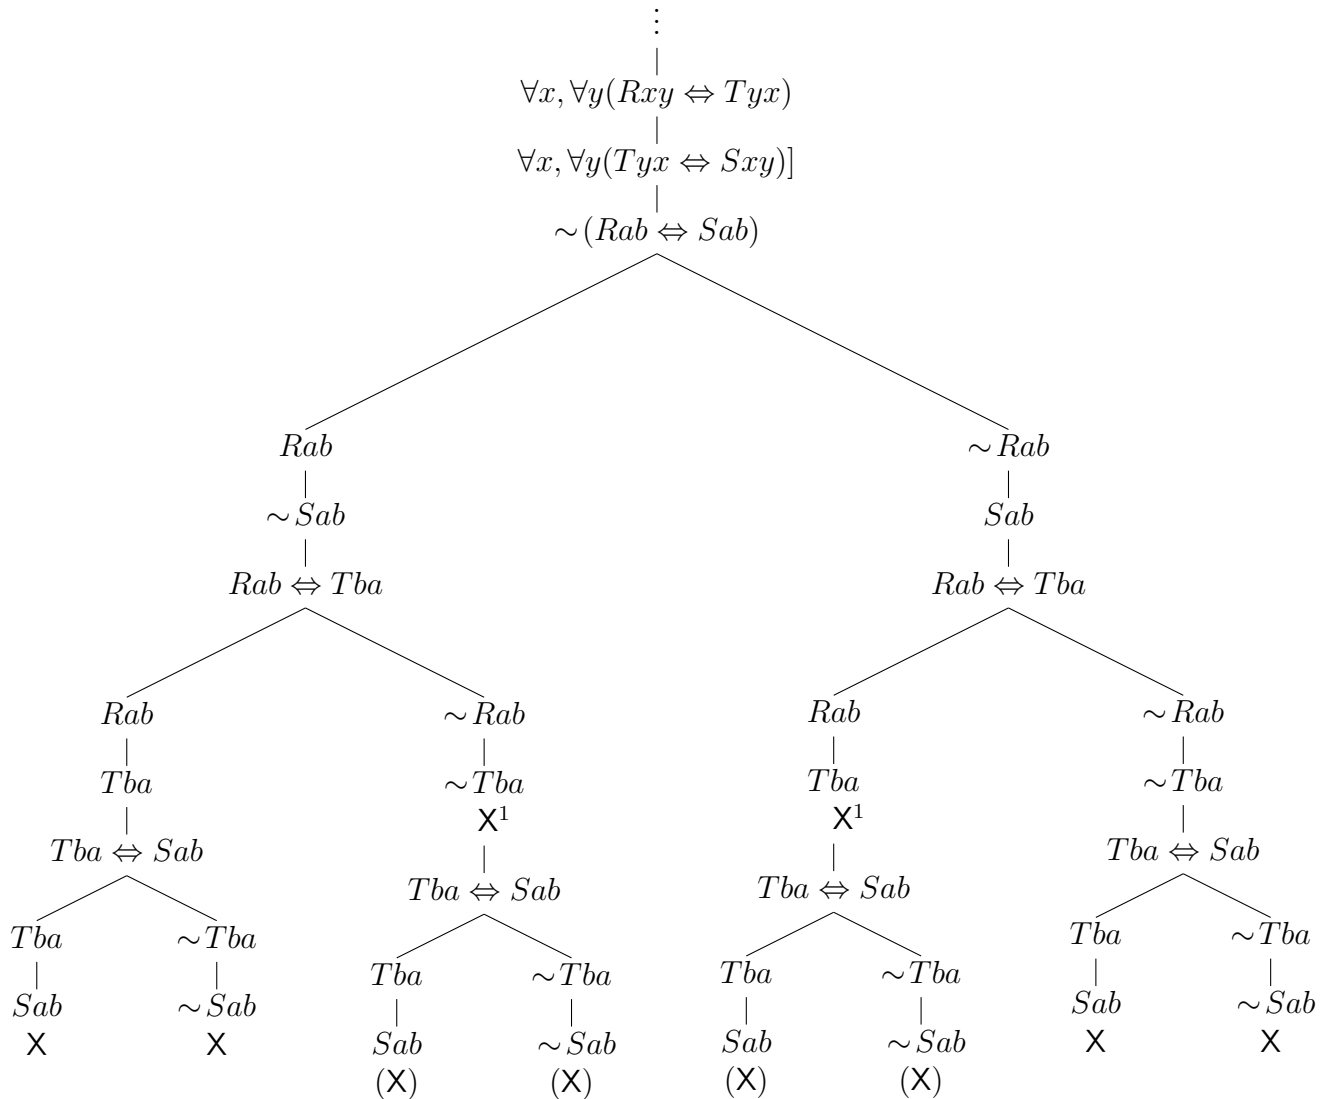 ⋮
∀x, ∀y(Rxy ⇔ Tyx)
∀x, ∀y(Tyx ⇔ Sxy)]
∼(Rab ⇔ Sab)
Rab ∼Rab
∼Sab Sab
Rab ⇔ Tba Rab ⇔ Tba
Rab ∼Rab Rab ∼Rab
Tba ∼Tba Tba ∼Tba
X¹ X¹
Tba ⇔ Sab Tba ⇔ Sab
Tba ⇔ Sab Tba ⇔ Sab
Tba ∼Tba Tba ∼Tba
Tba ∼Tba Tba ∼Tba
Sab ∼Sab Sab ∼Sab
X X X X
Sab ∼Sab Sab ∼Sab
(X) (X) (X) (X)